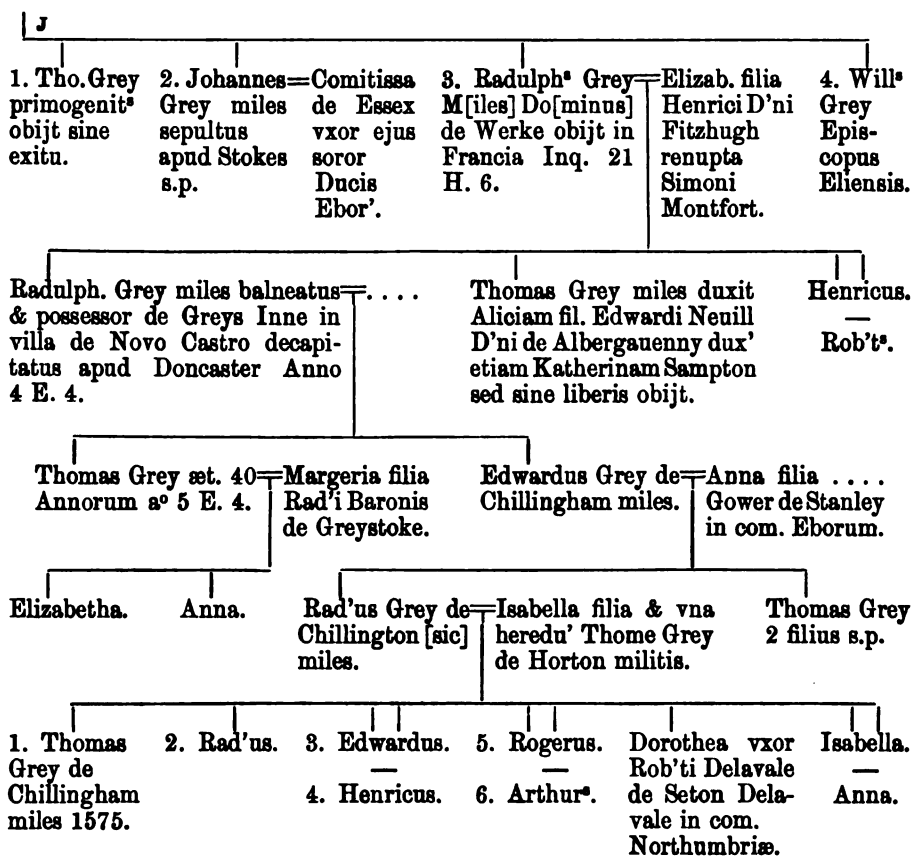 J
1. Tho. Grey
primogenitˢ
obijt sine
exitu.
2. Johannes=Comitissa
Grey miles
sepultus
apud Stokes
s.p.
de Essex
vxor ejus
soror
Ducis
Ebor'.
3. Radulphˢ Grey=Elizab. filia
M[iles] Do[minus]
de Werke obijt in
Francia Inq. 21
H. 6.
Henrici D'ni
Fitzhugh
renupta
Simoni
Montfort.
4. Willˢ
Grey
Epis-
copus
Eliensis.
Radulph. Grey miles balneatus=. . . .
& possessor de Greys Inne in
villa de Novo Castro decapi-
tatus apud Doncaster Anno
4 E. 4.
Thomas Grey miles duxit
Aliciam fil. Edwardi Neuill
D'ni de Albergauenny dux'
etiam Katherinam Sampton
sed sine liberis obijt.
Henricus.
—
Rob'tˢ.
Thomas Grey æt. 40=Margeria filia
Annorum aº 5 E. 4.
Rad'i Baronis
de Greystoke.
Edwardus Grey de=Anna filia . . . .
Chillingham miles.
Gower de Stanley
in com. Eborum.
Elizabetha.
Anna.
Rad'us Grey de=Isabella filia & vna
Chillington [sic]
miles.
heredu' Thome Grey
de Horton militis.
Thomas Grey
2 filius s.p.
1. Thomas
Grey de
Chillingham
miles 1575.
2. Rad'us.
3. Edwardus.
—
4. Henricus.
5. Rogerus.
—
6. Arthurˢ.
Dorothea vxor
Rob'ti Delavale
de Seton Dela-
vale in com.
Northumbriæ.
Isabella.
—
Anna.